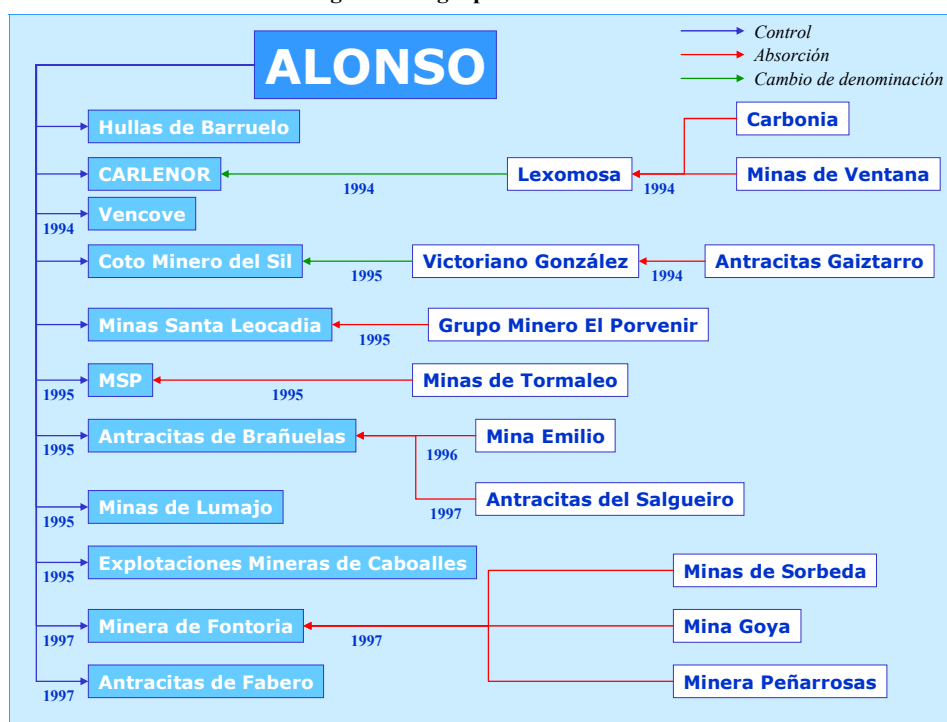 ALONSO
Control
Absorción
Cambio de denominación
Hullas de Barruelo
Carbonia
CARLENOR
1994
Lexomosa
1994
Minas de Ventana
1994
Vencove
Coto Minero del Sil
1995
Victoriano González
1994
Antracitas Gaiztarro
Minas Santa Leocadia
1995
Grupo Minero El Porvenir
1995
MSP
1995
Minas de Tormaleo
1995
Antracitas de Brañuelas
1996
Mina Emilio
1997
Antracitas del Salgueiro
1995
Minas de Lumajo
1995
Explotaciones Mineras de Caboalles
Minas de Sorbeda
1997
Minera de Fontoria
1997
Mina Goya
1997
Antracitas de Fabero
Minera Peñarrosas